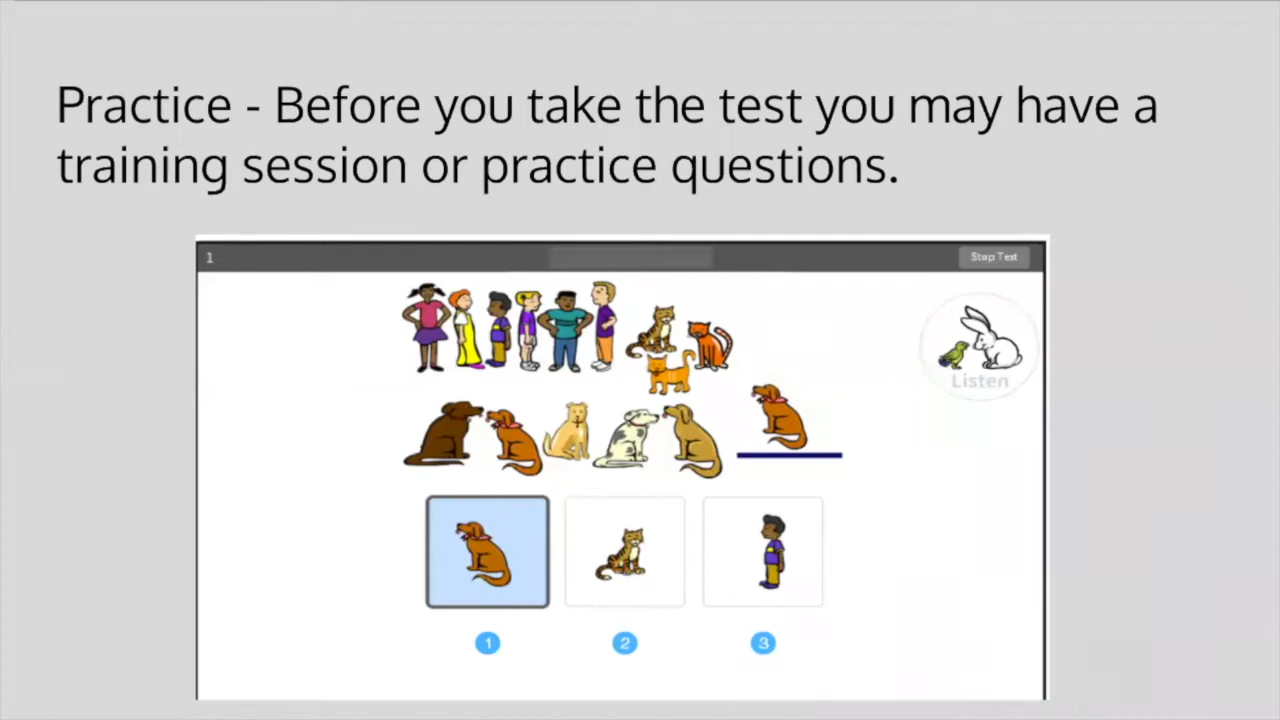 Practice - Before you take the test you may have a
training session or practice questions.
1
Stop Test
Listen
1
2
3